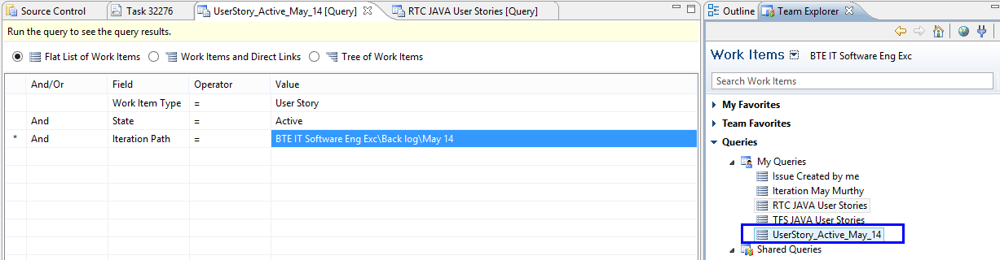 Source Control Task 32276 UserStory_Active_May_14 [Query] RTC JAVA User Stories [Query]
Run the query to see the query results.
Flat List of Work Items Work Items and Direct Links Tree of Work Items
And/Or Field Operator Value
Work Item Type = User Story
And State = Active
* And Iteration Path = BTE IT Software Eng Exc\Back log\May 14
Outline Team Explorer
Work Items BTE IT Software Eng Exc
Search Work Items
My Favorites
Team Favorites
Queries
My Queries
Issue Created by me
Iteration May Murthy
RTC JAVA User Stories
TFS JAVA User Stories
UserStory_Active_May_14
Shared Queries